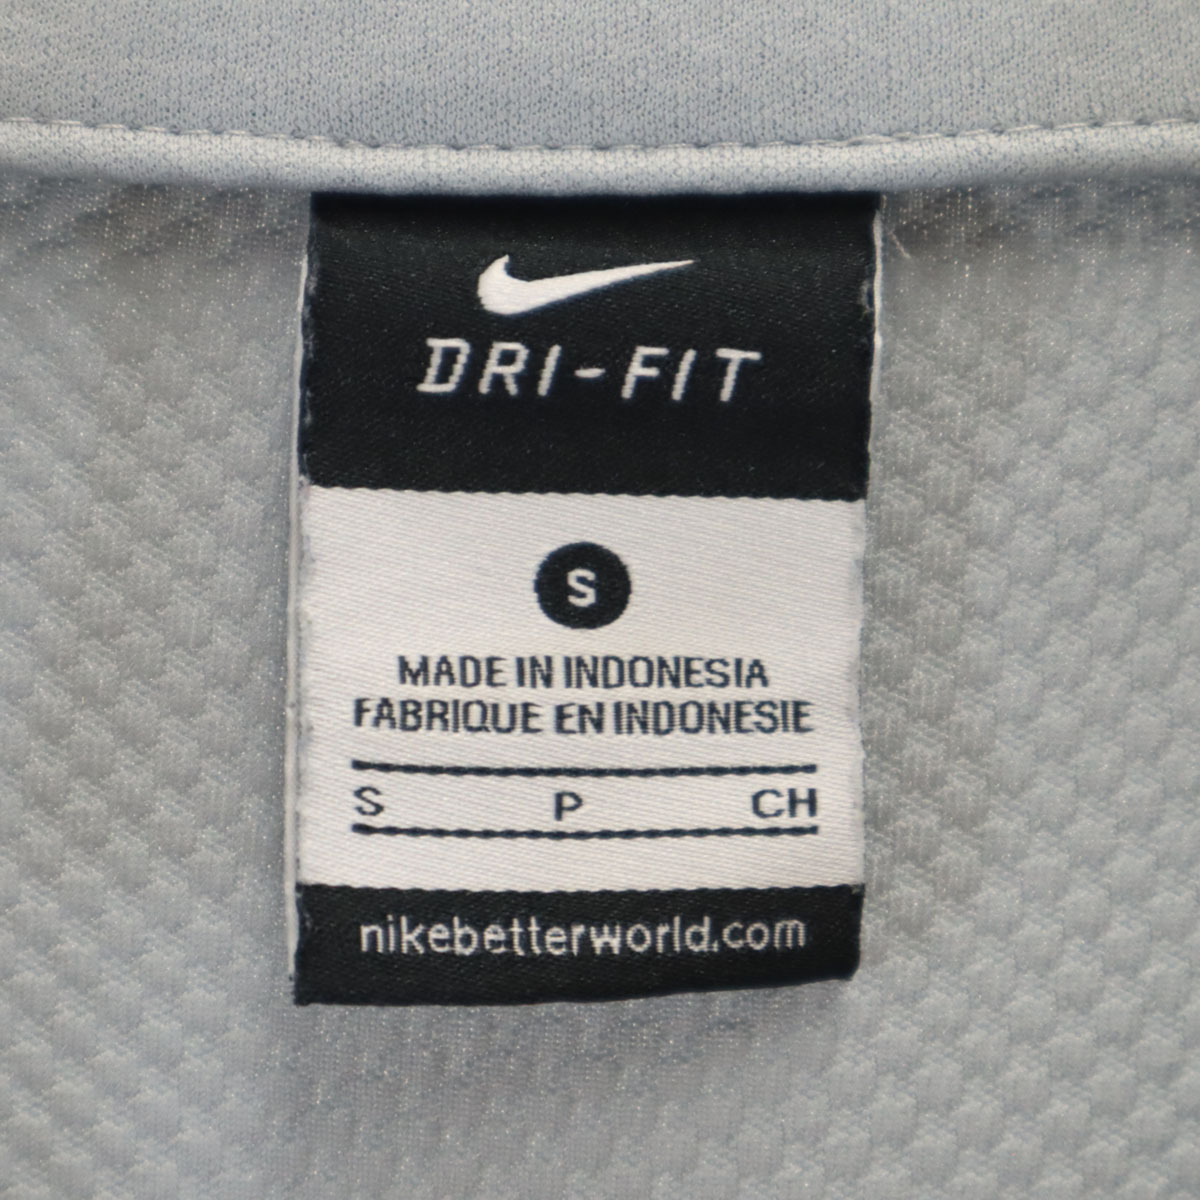 DRI-FIT
S
MADE IN INDONESIA
FABRIQUE EN INDONESIE
S P CH
nikebetterworld.com